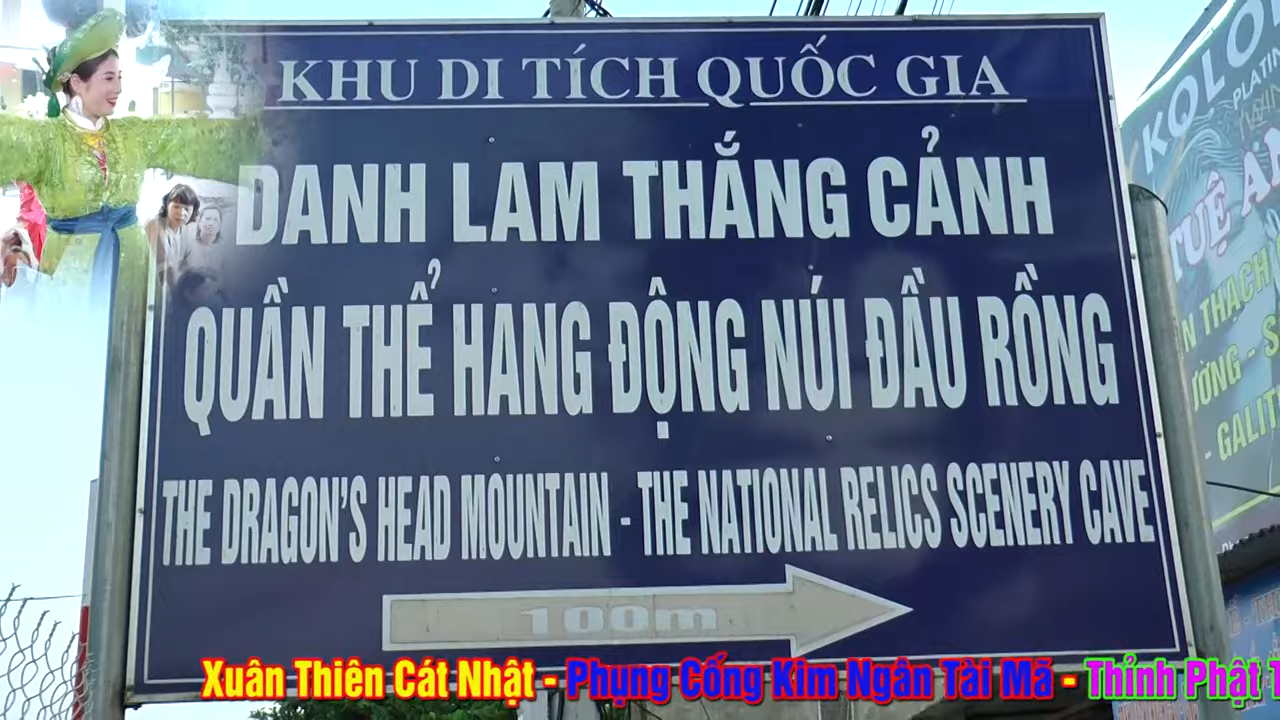 KHU DI TÍCH QUỐC GIA
DANH LAM THẮNG CẢNH
QUẦN THỂ HANG ĐỘNG NÚI ĐẦU RỒNG
THE DRAGON'S HEAD MOUNTAIN - THE NATIONAL RELICS SCENERY CAVE
100m
Xuân Thiên Cát Nhật - Phụng Cống Kim Ngân Tài Mã - Thỉnh Phật
KOLO
PLATIN
TUỆ
THẠCH
- GALIT